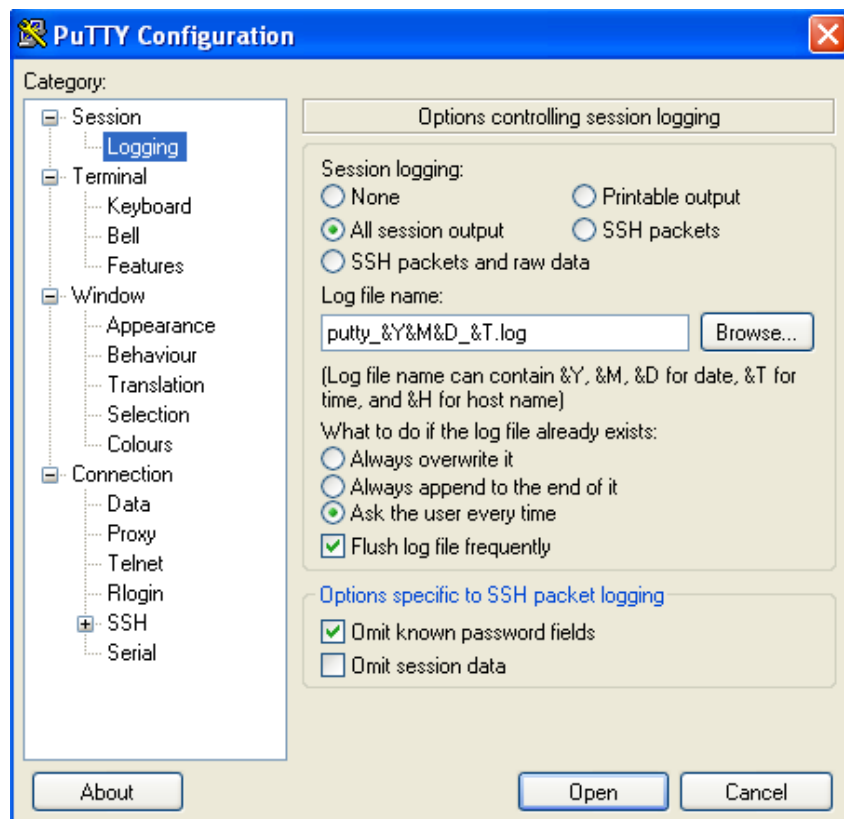 PuTTY Configuration
Category:
Session
Logging
Terminal
Keyboard
Bell
Features
Window
Appearance
Behaviour
Translation
Selection
Colours
Connection
Data
Proxy
Telnet
Rlogin
SSH
Serial
Options controlling session logging
Session logging:
None
Printable output
All session output
SSH packets
SSH packets and raw data
Log file name:
putty_&Y&M&D_&T.log
Browse...
(Log file name can contain &Y, &M, &D for date, &T for
time, and &H for host name)
What to do if the log file already exists:
Always overwrite it
Always append to the end of it
Ask the user every time
Flush log file frequently
Options specific to SSH packet logging
Omit known password fields
Omit session data
About
Open
Cancel